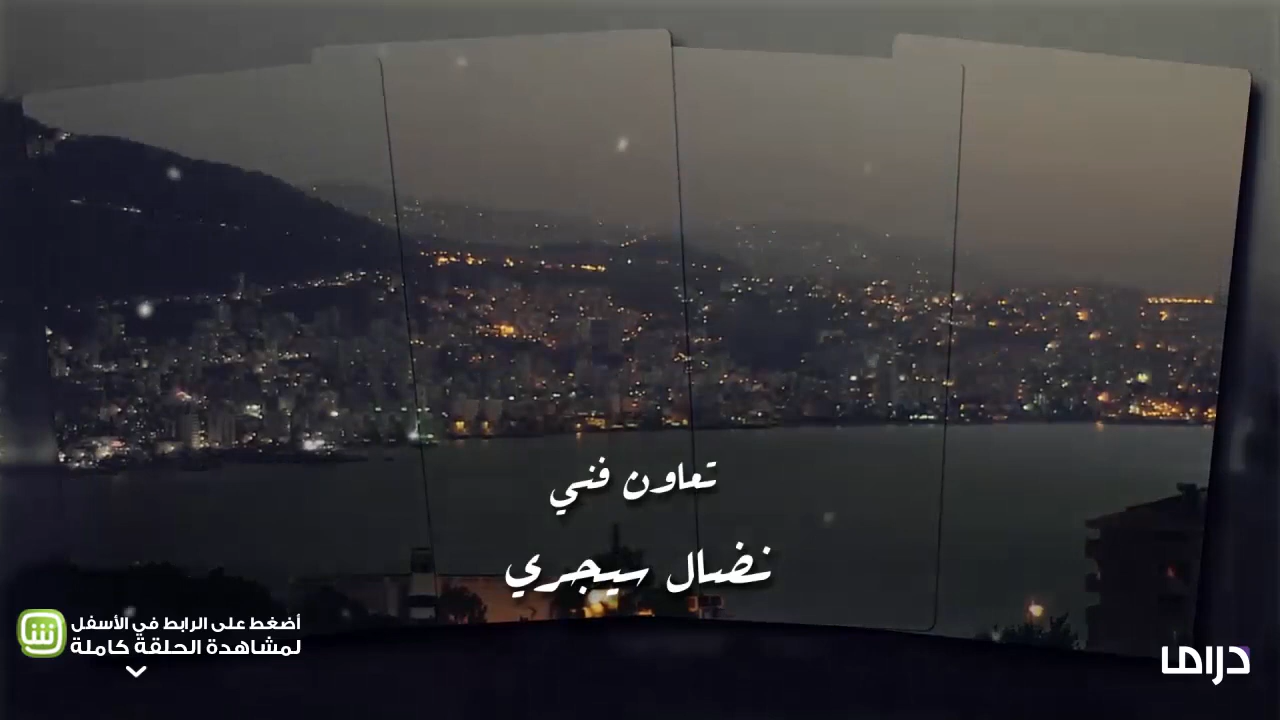 تعاون فني
نضال سيجري
أضغط على الرابط في الأسفل
لمشاهدة الحلقة كاملة
دراما